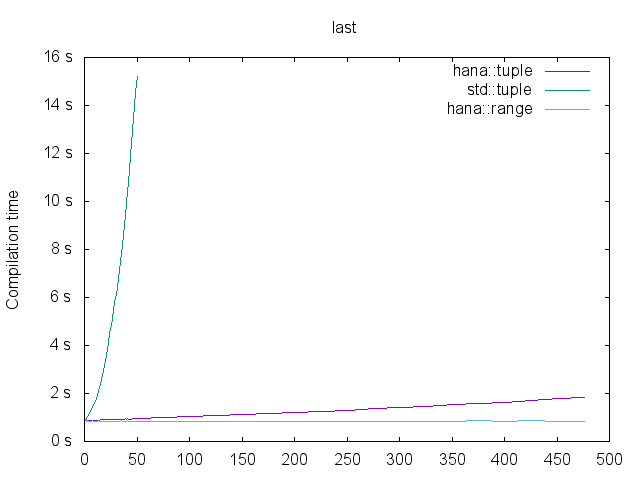 last
16 s
14 s
12 s
10 s
8 s
6 s
4 s
2 s
0 s
Compilation time
hana::tuple
std::tuple
hana::range
0 50 100 150 200 250 300 350 400 450 500